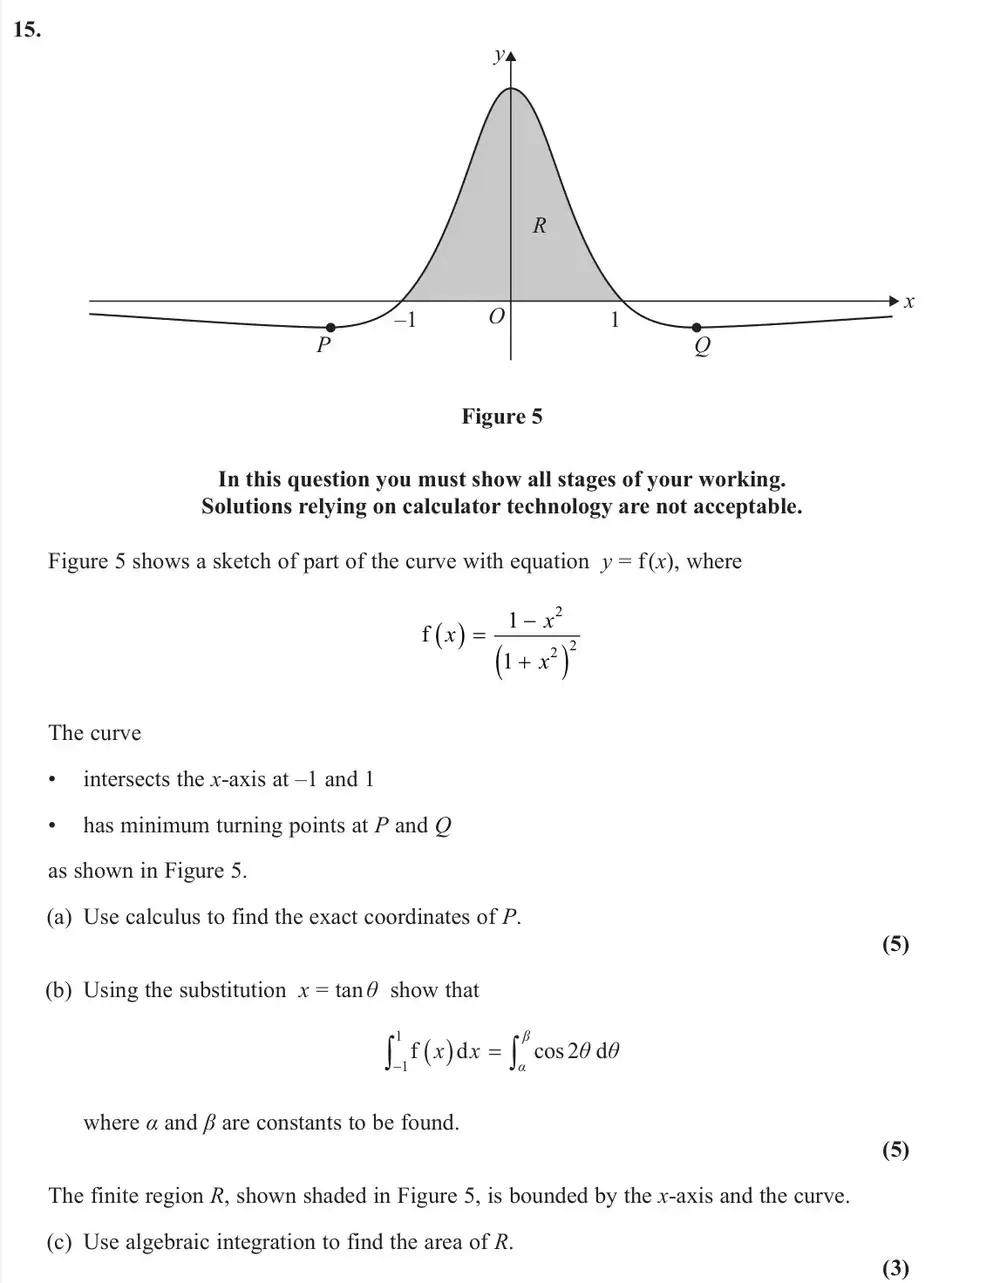 15.
y
R
x
–1
O
1
P
Q
Figure 5
In this question you must show all stages of your working.
Solutions relying on calculator technology are not acceptable.
Figure 5 shows a sketch of part of the curve with equation y = f(x), where
f(x) = (1 − x²)/(1 + x²)²
The curve
• intersects the x-axis at –1 and 1
• has minimum turning points at P and Q
as shown in Figure 5.
(a) Use calculus to find the exact coordinates of P.
(5)
(b) Using the substitution x = tan θ show that
∫₋₁¹ f(x) dx = ∫_α^β cos 2θ dθ
where α and β are constants to be found.
(5)
The finite region R, shown shaded in Figure 5, is bounded by the x-axis and the curve.
(c) Use algebraic integration to find the area of R.
(3)